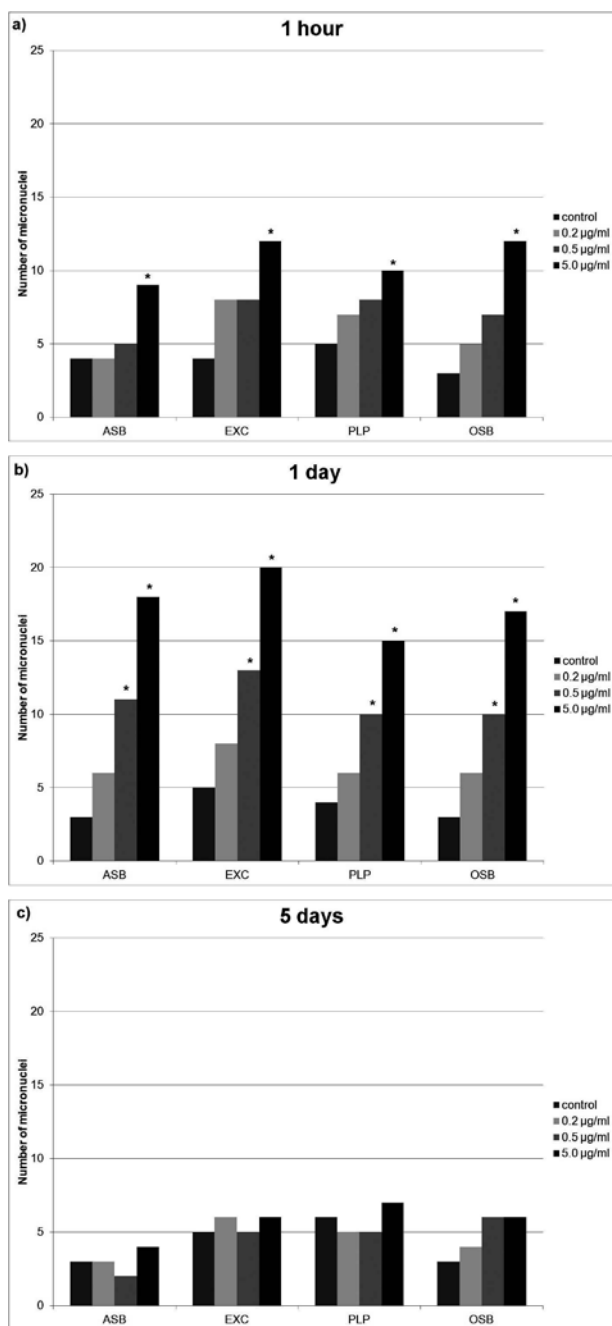 a)
1 hour
25
20
15
10
5
0
Number of micronuclei
* * * *
ASB EXC PLP OSB
control
0.2 µg/ml
0.5 µg/ml
5.0 µg/ml
b)
1 day
25
20
15
10
5
0
Number of micronuclei
* * * * * * * *
ASB EXC PLP OSB
control
0.2 µg/ml
0.5 µg/ml
5.0 µg/ml
c)
5 days
25
20
15
10
5
0
Number of micronuclei
ASB EXC PLP OSB
control
0.2 µg/ml
0.5 µg/ml
5.0 µg/ml